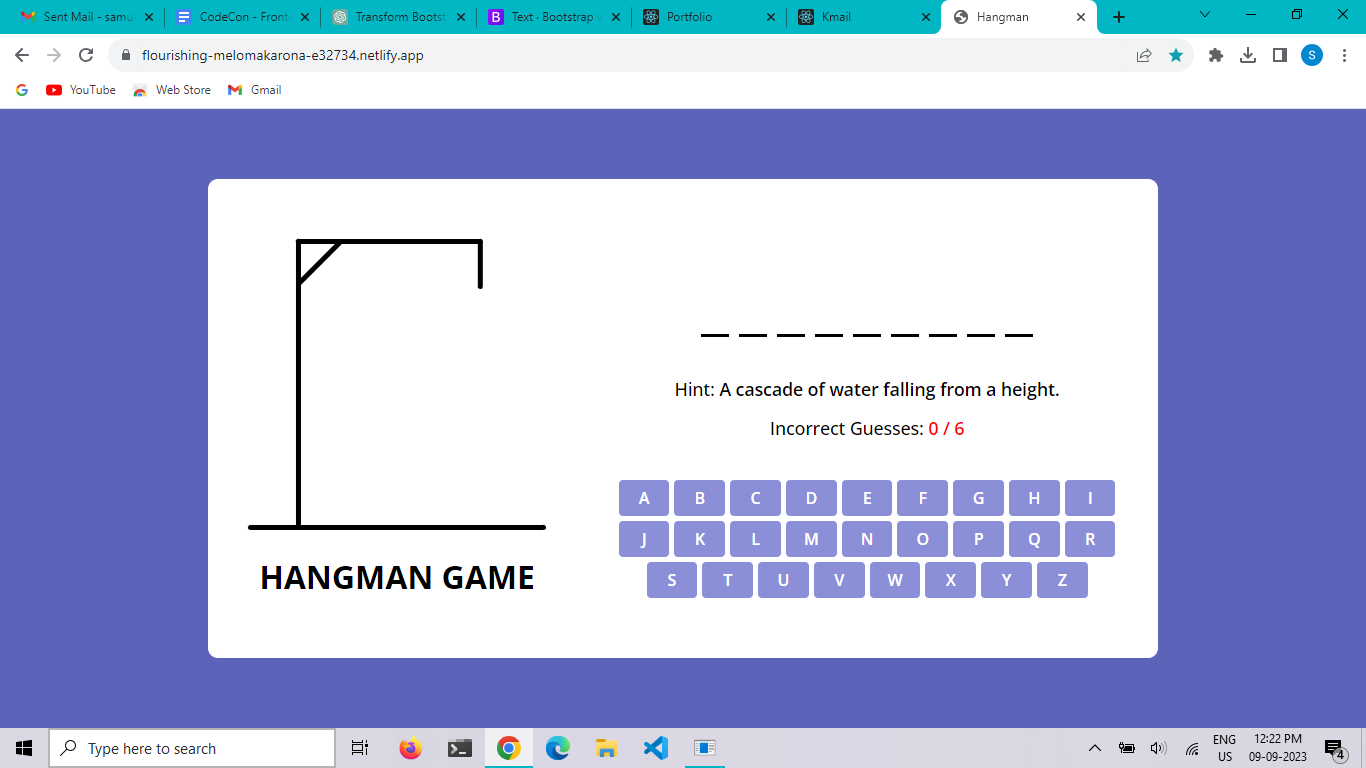 Sent Mail - samu
CodeCon - Front
Transform Boots
Text · Bootstrap v
Portfolio
Kmail
Hangman
flourishing-melomakarona-e32734.netlify.app
S
YouTube
Web Store
Gmail
Hint: A cascade of water falling from a height.
Incorrect Guesses: 0 / 6
A B C D E F G H I
J K L M N O P Q R
S T U V W X Y Z
HANGMAN GAME
Type here to search
ENG
US
12:22 PM
09-09-2023
4